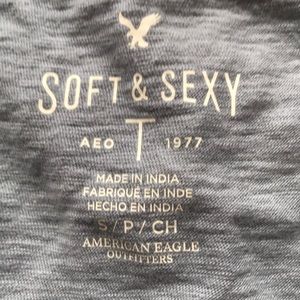 SOFT & SEXY
AEO T 1977
MADE IN INDIA
FABRIQUÉ EN INDE
HECHO EN INDIA
S / P / CH
AMERICAN EAGLE
OUTFITTERS